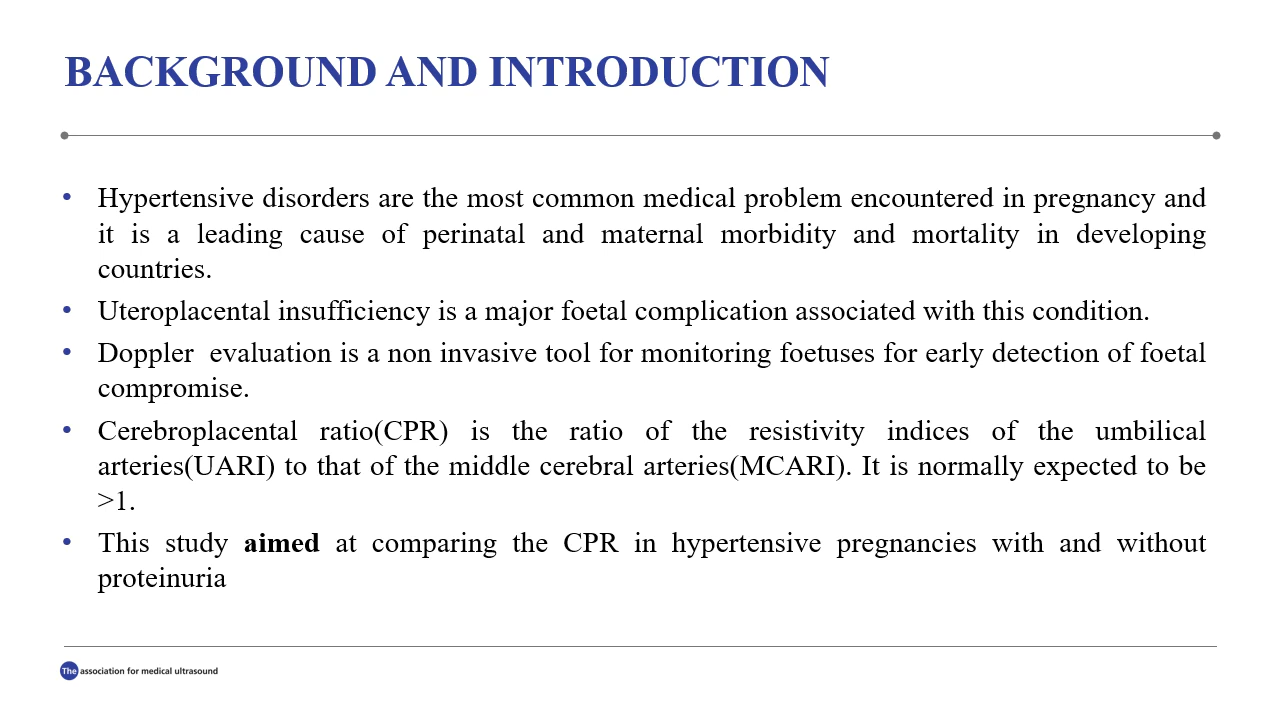 BACKGROUND AND INTRODUCTION
• Hypertensive disorders are the most common medical problem encountered in pregnancy and
it is a leading cause of perinatal and maternal morbidity and mortality in developing
countries.
• Uteroplacental insufficiency is a major foetal complication associated with this condition.
• Doppler  evaluation is a non invasive tool for monitoring foetuses for early detection of foetal
compromise.
• Cerebroplacental ratio(CPR) is the ratio of the resistivity indices of the umbilical
arteries(UARI) to that of the middle cerebral arteries(MCARI). It is normally expected to be
>1.
• This study aimed at comparing the CPR in hypertensive pregnancies with and without
proteinuria
The association for medical ultrasound